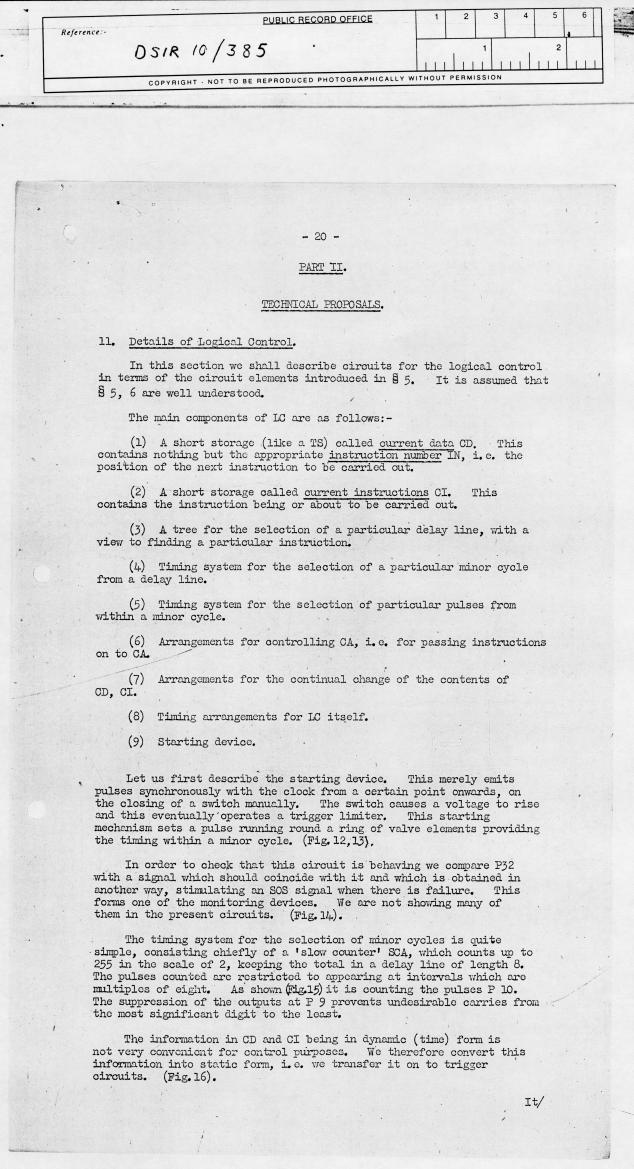 PUBLIC RECORD OFFICE
Reference:-
DSIR 10/385
1 2 3 4 5 6
1 2
COPYRIGHT - NOT TO BE REPRODUCED PHOTOGRAPHICALLY WITHOUT PERMISSION
- 20 -
PART II.
TECHNICAL PROPOSALS.
11. Details of Logical Control.
In this section we shall describe circuits for the logical control
in terms of the circuit elements introduced in § 5. It is assumed that
§ 5, 6 are well understood.
The main components of LC are as follows:-
(1) A short storage (like a TS) called current data CD. This
contains nothing but the appropriate instruction number IN, i.e. the
position of the next instruction to be carried out.
(2) A short storage called current instructions CI. This
contains the instruction being or about to be carried out.
(3) A tree for the selection of a particular delay line, with a
view to finding a particular instruction.
(4) Timing system for the selection of a particular minor cycle
from a delay line.
(5) Timing system for the selection of particular pulses from
within a minor cycle.
(6) Arrangements for controlling CA, i.e. for passing instructions
on to CA.
(7) Arrangements for the continual change of the contents of
CD, CI.
(8) Timing arrangements for LC itself.
(9) Starting device.
Let us first describe the starting device. This merely emits
pulses synchronously with the clock from a certain point onwards, on
the closing of a switch manually. The switch causes a voltage to rise
and this eventually operates a trigger limiter. This starting
mechanism sets a pulse running round a ring of valve elements providing
the timing within a minor cycle. (Fig. 12,13).
In order to check that this circuit is behaving we compare P32
with a signal which should coincide with it and which is obtained in
another way, stimulating an SOS signal when there is failure. This
forms one of the monitoring devices. We are not showing many of
them in the present circuits. (Fig. 14).
The timing system for the selection of minor cycles is quite
simple, consisting chiefly of a 'slow counter' SCA, which counts up to
255 in the scale of 2, keeping the total in a delay line of length 8.
The pulses counted are restricted to appearing at intervals which are
multiples of eight. As shown (Fig.15) it is counting the pulses P 10.
The suppression of the outputs at P 9 prevents undesirable carries from
the most significant digit to the least.
The information in CD and CI being in dynamic (time) form is
not very convenient for control purposes. We therefore convert this
information into static form, i.e. we transfer it on to trigger
circuits. (Fig. 16).
It/